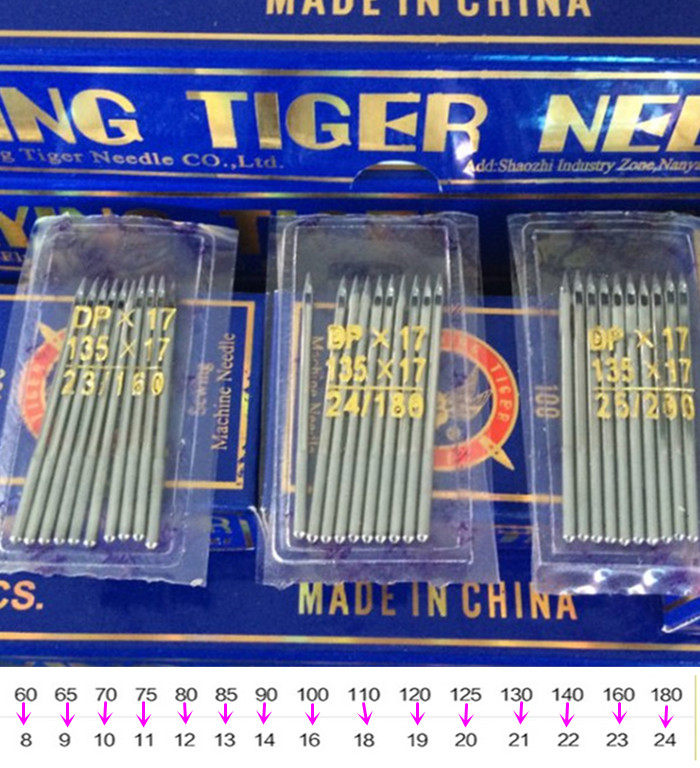 MADE IN CHINA
ING TIGER NEE
g Tiger Needle CO.,Ltd.
Add:Shaozhi Industry Zone,Nanyz
DP × 17
135 × 17
23/160
Sewing
Machine Needle
DP × 17
135 × 17
24/180
DP × 17
135 × 17
25/200
100
CS.
MADE IN CHINA
60 65 70 75 80 85 90 100 110 120 125 130 140 160 180
8 9 10 11 12 13 14 16 18 19 20 21 22 23 24